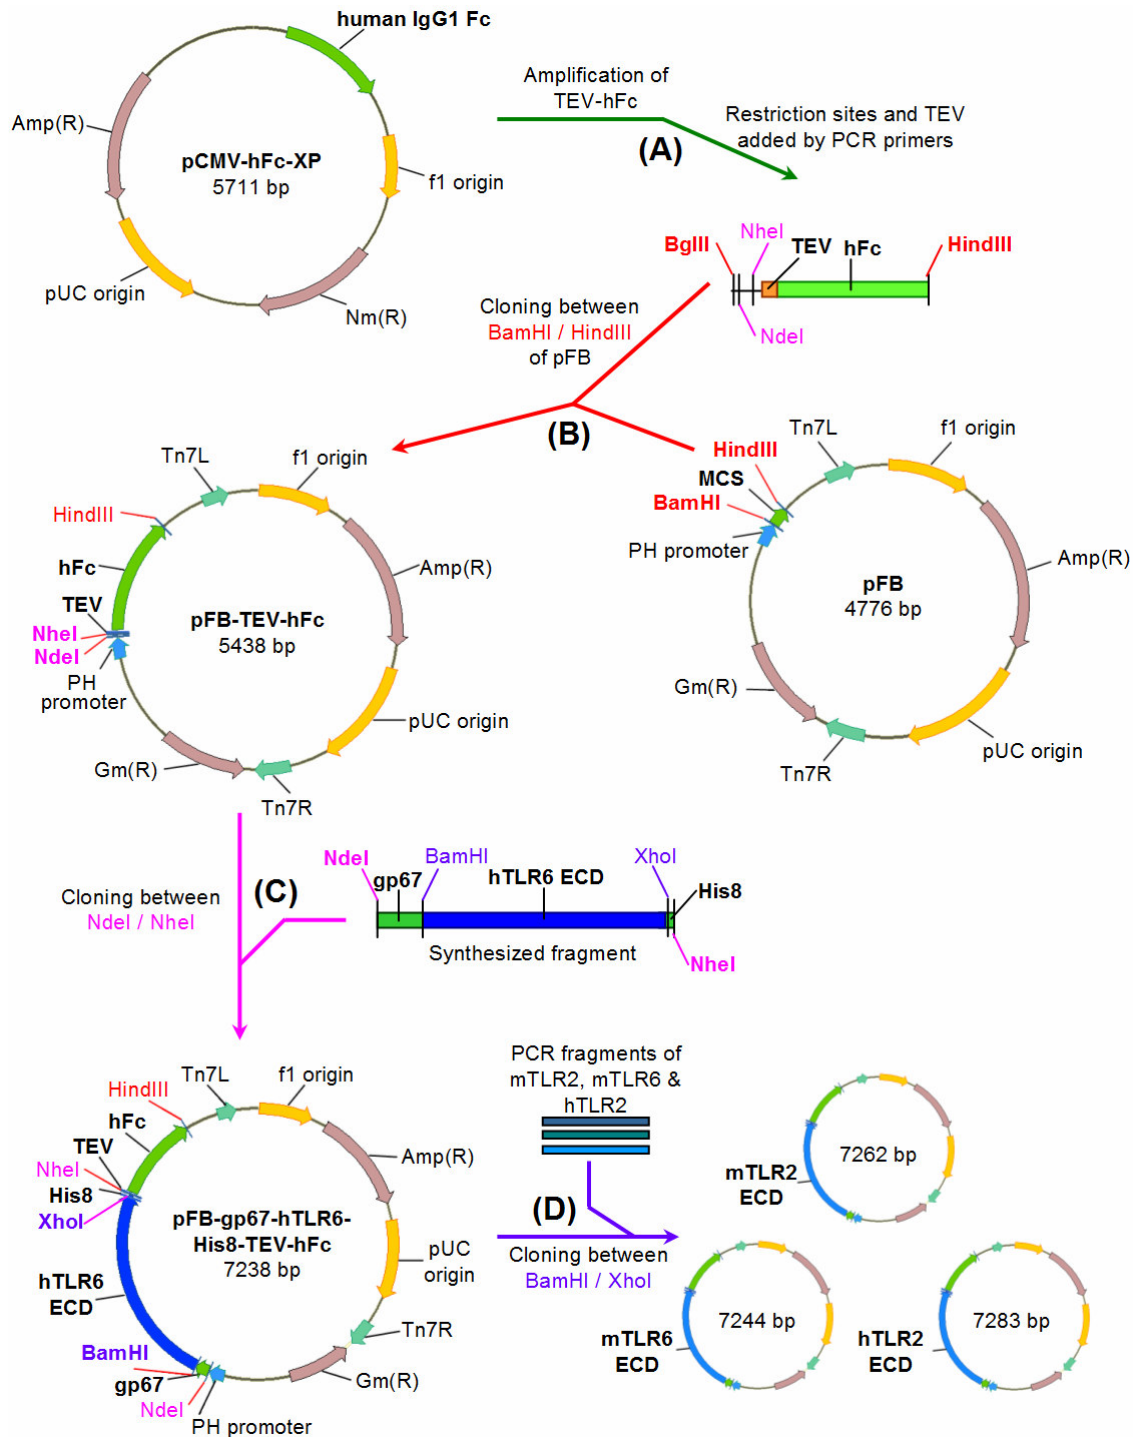 human IgG1 Fc
Amp(R)
pCMV-hFc-XP
5711 bp
f1 origin
pUC origin
Nm(R)
Amplification of
TEV-hFc
(A)
Restriction sites and TEV
added by PCR primers
BglII
NheI
TEV
hFc
HindIII
NdeI
Cloning between
BamHI / HindIII
of pFB
(B)
Tn7L
f1 origin
HindIII
hFc
TEV
NheI
NdeI
PH
promoter
pFB-TEV-hFc
5438 bp
Amp(R)
pUC origin
Gm(R)
Tn7R
Tn7L
f1 origin
HindIII
MCS
BamHI
PH promoter
pFB
4776 bp
Amp(R)
Gm(R)
pUC origin
Tn7R
Cloning between
NdeI / NheI
(C)
NdeI
gp67
BamHI
hTLR6 ECD
XhoI
His8
Synthesized fragment
NheI
Tn7L
f1 origin
HindIII
hFc
TEV
NheI
His8
XhoI
hTLR6
ECD
BamHI
gp67
NdeI
PH promoter
pFB-gp67-hTLR6-
His8-TEV-hFc
7238 bp
Amp(R)
pUC
origin
Tn7R
Gm(R)
PCR fragments of
mTLR2, mTLR6 &
hTLR2
(D)
Cloning between
BamHI / XhoI
7262 bp
mTLR2
ECD
7244 bp
mTLR6
ECD
7283 bp
hTLR2
ECD